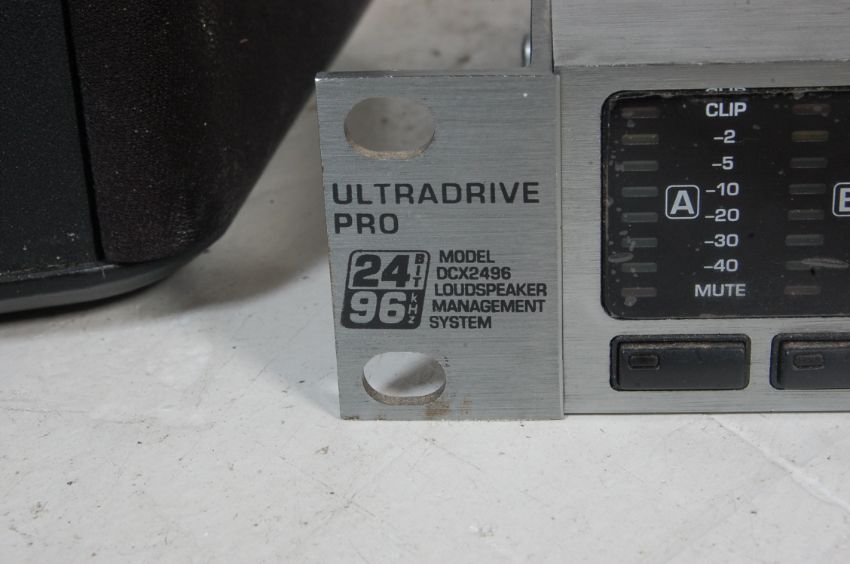 ULTRADRIVE
PRO
24 BIT
96 kHz
MODEL
DCX2496
LOUDSPEAKER
MANAGEMENT
SYSTEM
CLIP
-2
-5
-10
A
-20
-30
-40
MUTE